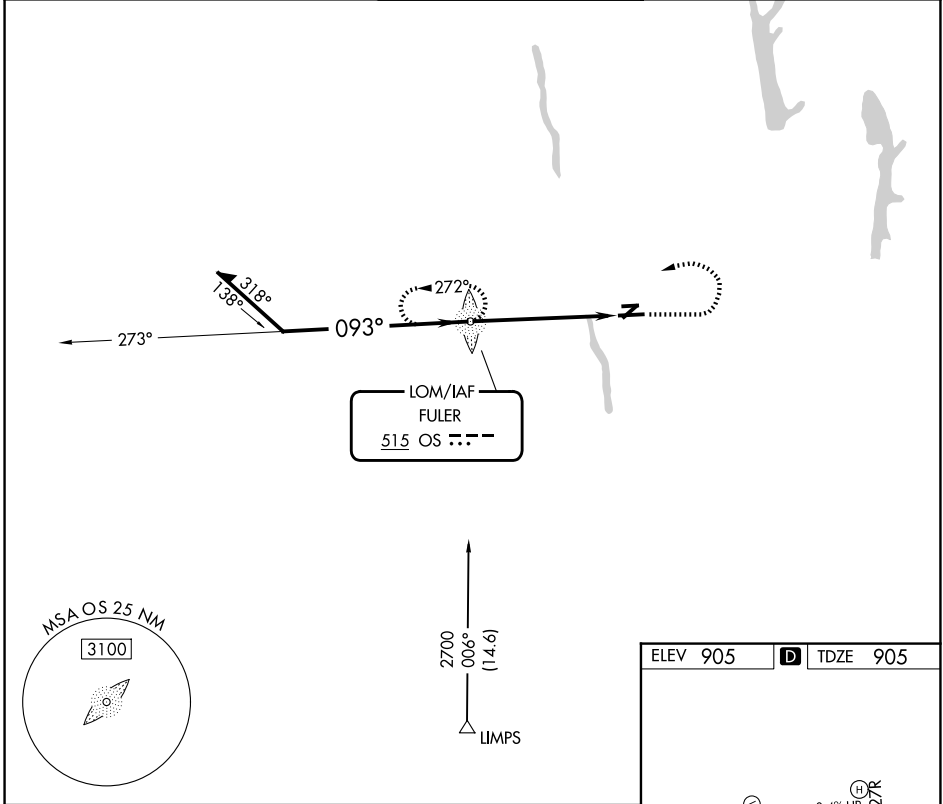 318°
138°
272°
093°
273°
LOM/IAF
FULER
515 OS
MSA OS 25 NM
3100
2700
006°
(14.6)
LIMPS
ELEV 905
D
TDZE 905
H
27R